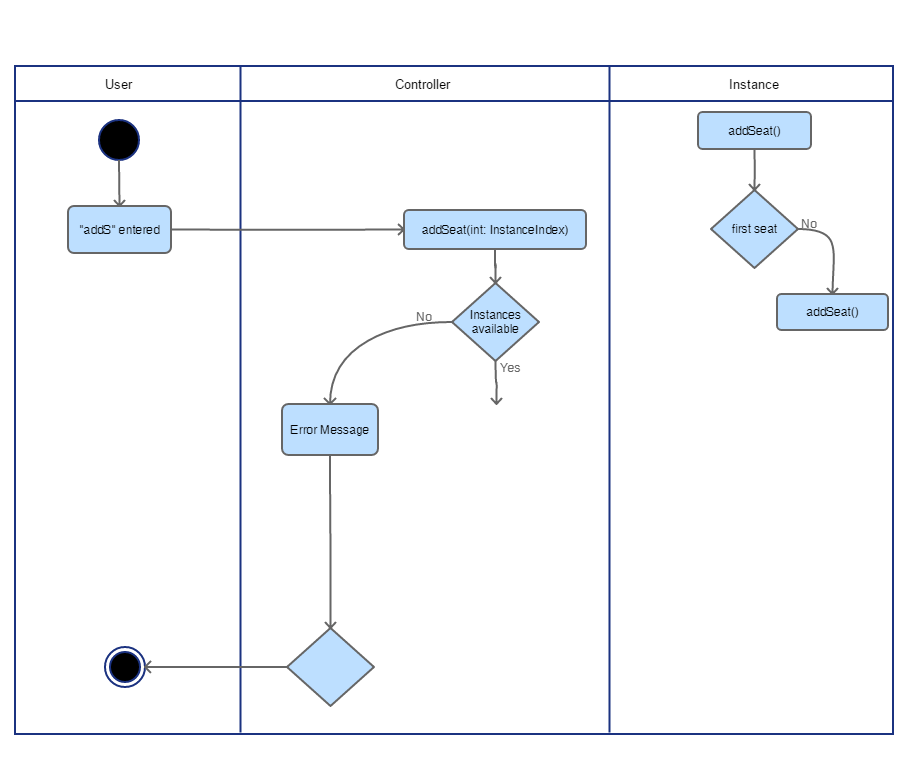 User
Controller
Instance
addSeat()
"addS" entered
addSeat(int: InstanceIndex)
first seat
No
addSeat()
Instances
available
No
Yes
Error Message